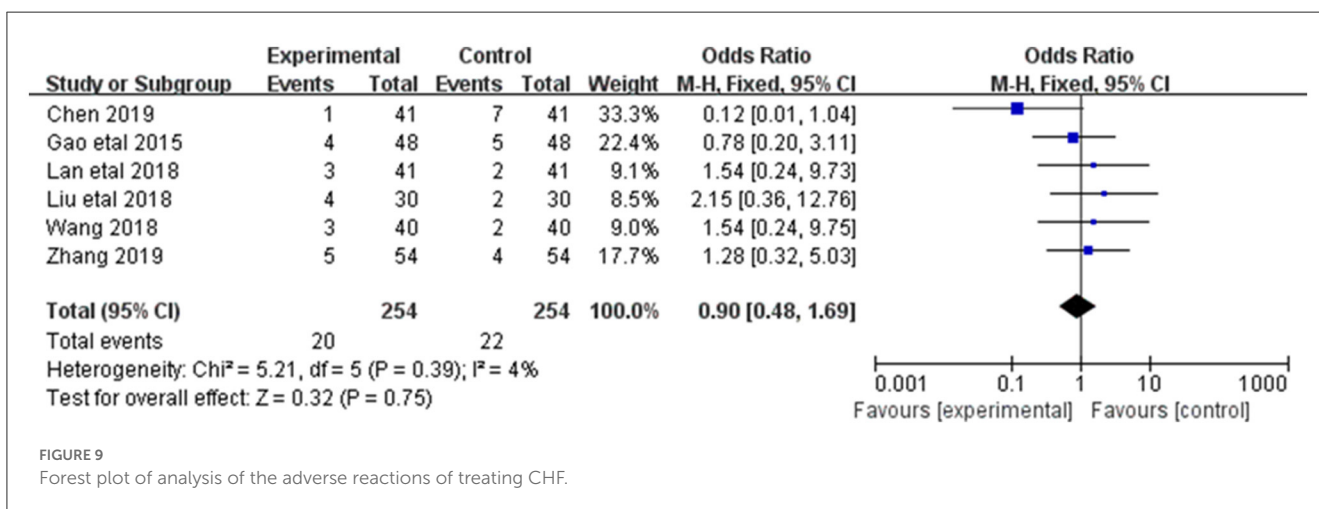 Experimental Control Odds Ratio Odds Ratio
Study or Subgroup Events Total Events Total Weight M-H, Fixed, 95% CI M-H, Fixed, 95% CI
Chen 2019 1 41 7 41 33.3% 0.12 [0.01, 1.04]
Gao etal 2015 4 48 5 48 22.4% 0.78 [0.20, 3.11]
Lan etal 2018 3 41 2 41 9.1% 1.54 [0.24, 9.73]
Liu etal 2018 4 30 2 30 8.5% 2.15 [0.36, 12.76]
Wang 2018 3 40 2 40 9.0% 1.54 [0.24, 9.75]
Zhang 2019 5 54 4 54 17.7% 1.28 [0.32, 5.03]
Total (95% CI) 254 254 100.0% 0.90 [0.48, 1.69]
Total events 20 22
Heterogeneity: Chi² = 5.21, df = 5 (P = 0.39); I² = 4%
Test for overall effect: Z = 0.32 (P = 0.75)
0.001 0.1 1 10 1000
Favours [experimental] Favours [control]
FIGURE 9
Forest plot of analysis of the adverse reactions of treating CHF.